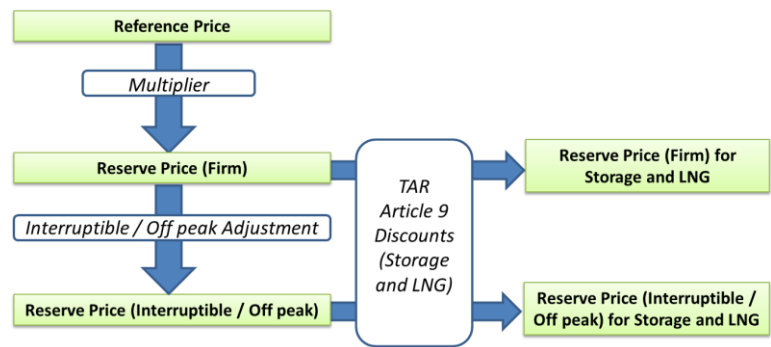 Reference Price
Multiplier
Reserve Price (Firm)
Interruptible / Off peak Adjustment
Reserve Price (Interruptible / Off peak)
TAR
Article 9
Discounts
(Storage
and LNG)
Reserve Price (Firm) for
Storage and LNG
Reserve Price (Interruptible /
Off peak) for Storage and LNG